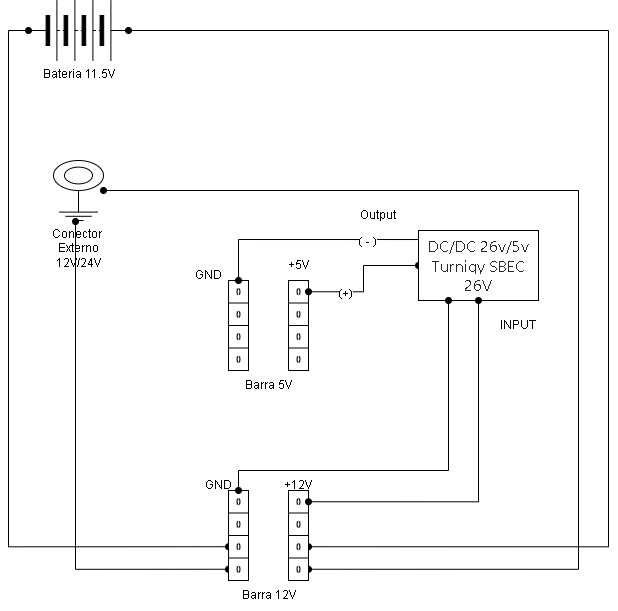 Bateria 11.5V
Conector
Externo
12V/24V
Output
( - )
DC/DC 26v/5v
Turniqy SBEC
26V
GND
+5V
(+)
INPUT
0 0
0 0
0 0
0 0
Barra 5V
GND
+12V
0 0
0 0
0 0
0 0
Barra 12V